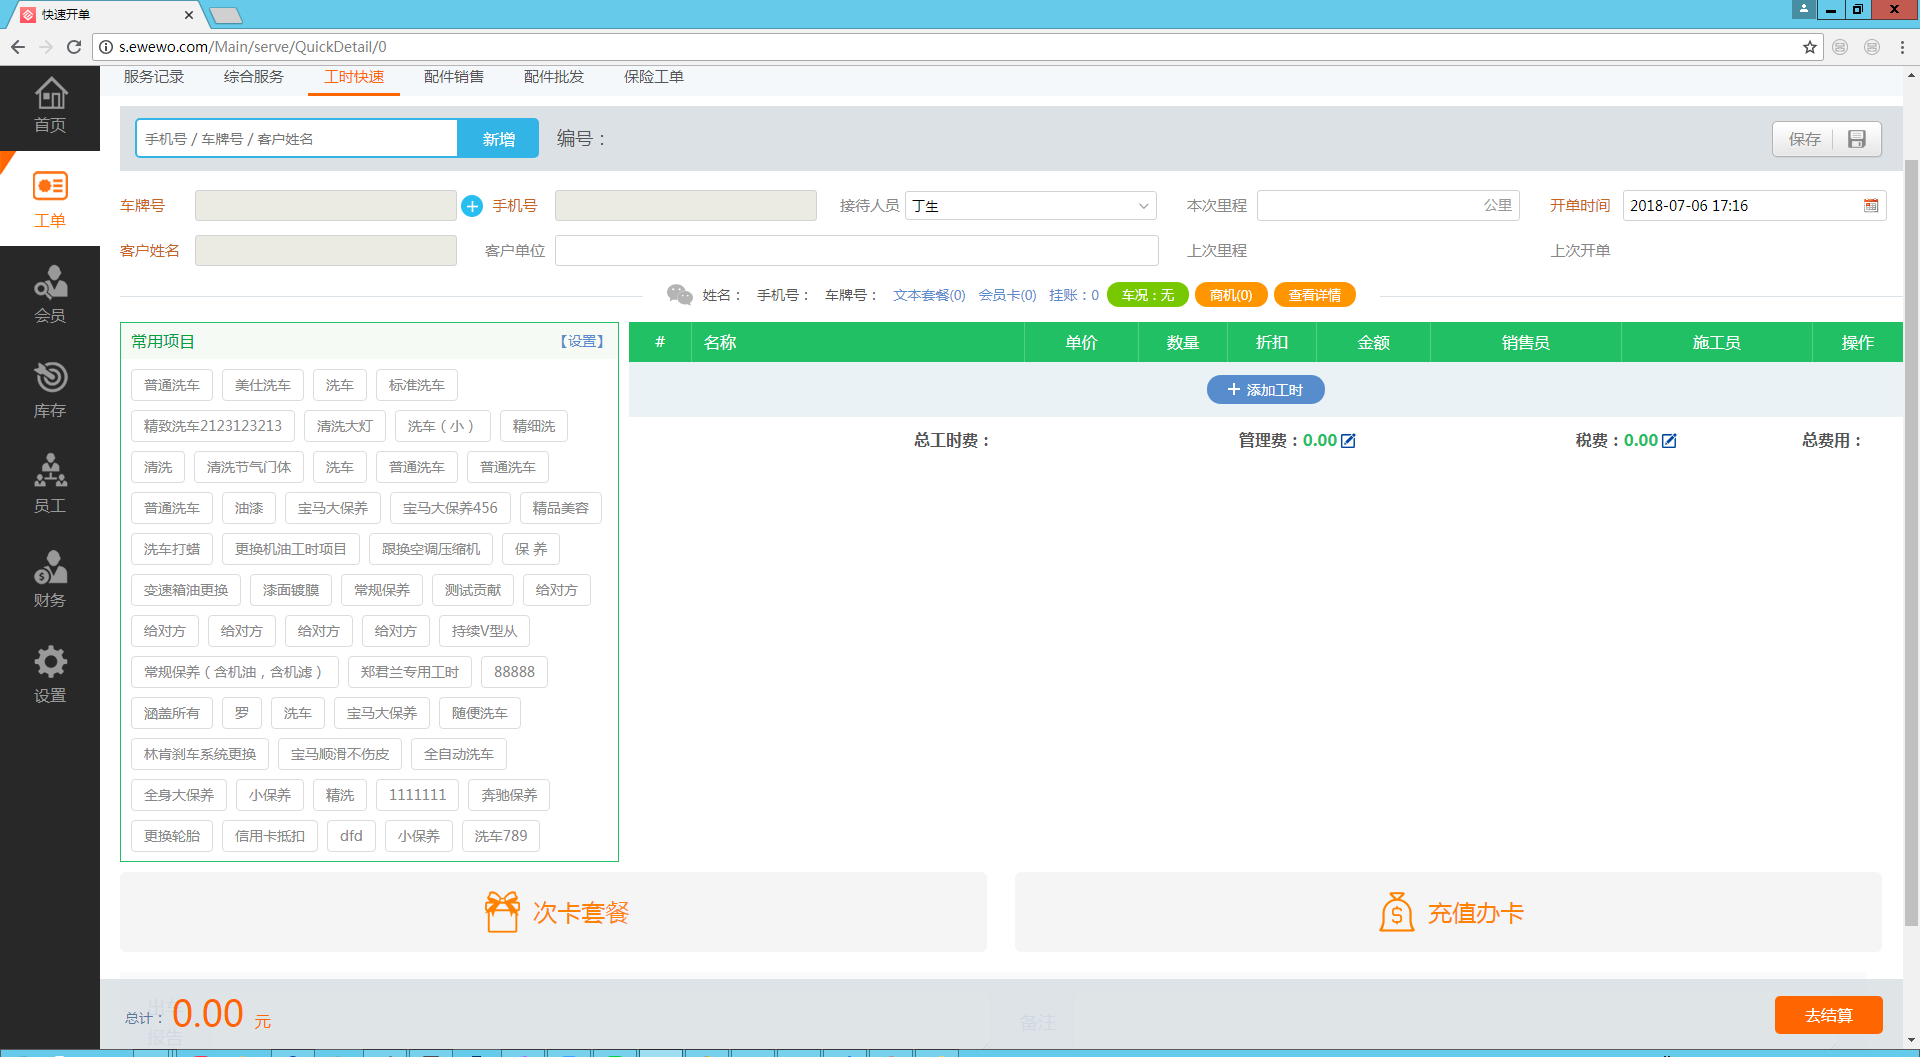 快速开单
s.ewewo.com/Main/serve/QuickDetail/0
服务记录 综合服务 工时快速 配件销售 配件批发 保险工单
手机号 / 车牌号 / 客户姓名 新增 编号： 保存
首页
工单
会员
库存
员工
财务
设置
车牌号 手机号 接待人员 丁生 本次里程 公里 开单时间 2018-07-06 17:16
客户姓名 客户单位 上次里程 上次开单
姓名： 手机号： 车牌号： 文本套餐(0) 会员卡(0) 挂账：0 车况：无 商机(0) 查看详情
常用项目 【设置】
普通洗车 美仕洗车 洗车 标准洗车
精致洗车2123123213 清洗大灯 洗车（小） 精细洗
清洗 清洗节气门体 洗车 普通洗车 普通洗车
普通洗车 油漆 宝马大保养 宝马大保养456 精品美容
洗车打蜡 更换机油工时项目 跟换空调压缩机 保 养
变速箱油更换 漆面镀膜 常规保养 测试贡献 给对方
给对方 给对方 给对方 给对方 持续V型从
常规保养（含机油，含机滤） 郑君兰专用工时 88888
涵盖所有 罗 洗车 宝马大保养 随便洗车
林肯刹车系统更换 宝马顺滑不伤皮 全自动洗车
全身大保养 小保养 精洗 1111111 奔驰保养
更换轮胎 信用卡抵扣 dfd 小保养 洗车789
# 名称 单价 数量 折扣 金额 销售员 施工员 操作
添加工时
总工时费： 管理费：0.00 税费：0.00 总费用：
次卡套餐 充值办卡
总计：0.00 元 备注 去结算
报告